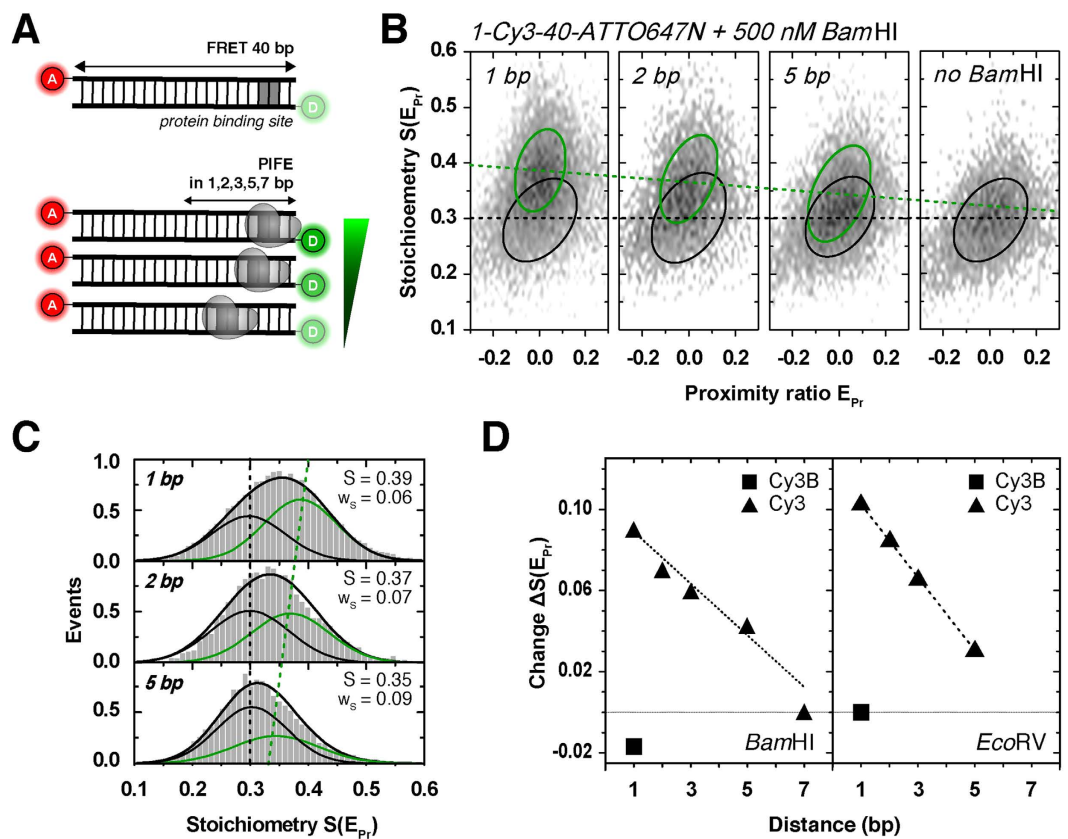 A
FRET 40 bp
A
D
protein binding site
PIFE
in 1,2,3,5,7 bp
A
D
A
D
A
D
B
1-Cy3-40-ATTO647N + 500 nM BamHI
1 bp
2 bp
5 bp
no BamHI
Stoichiometry S(E_Pr)
0.6
0.5
0.4
0.3
0.2
0.1
-0.2 0.0 0.2
-0.2 0.0 0.2
-0.2 0.0 0.2
-0.2 0.0 0.2
Proximity ratio E_Pr
C
Events
1.0
0.5
0.0
0.5
0.0
0.5
0.0
1 bp
S = 0.39
w_S = 0.06
2 bp
S = 0.37
w_S = 0.07
5 bp
S = 0.35
w_S = 0.09
0.1 0.2 0.3 0.4 0.5 0.6
Stoichiometry S(E_Pr)
D
Change ΔS(E_Pr)
0.10
0.06
0.02
-0.02
Cy3B
Cy3
BamHI
Cy3B
Cy3
EcoRV
1 3 5 7
1 3 5 7
Distance (bp)